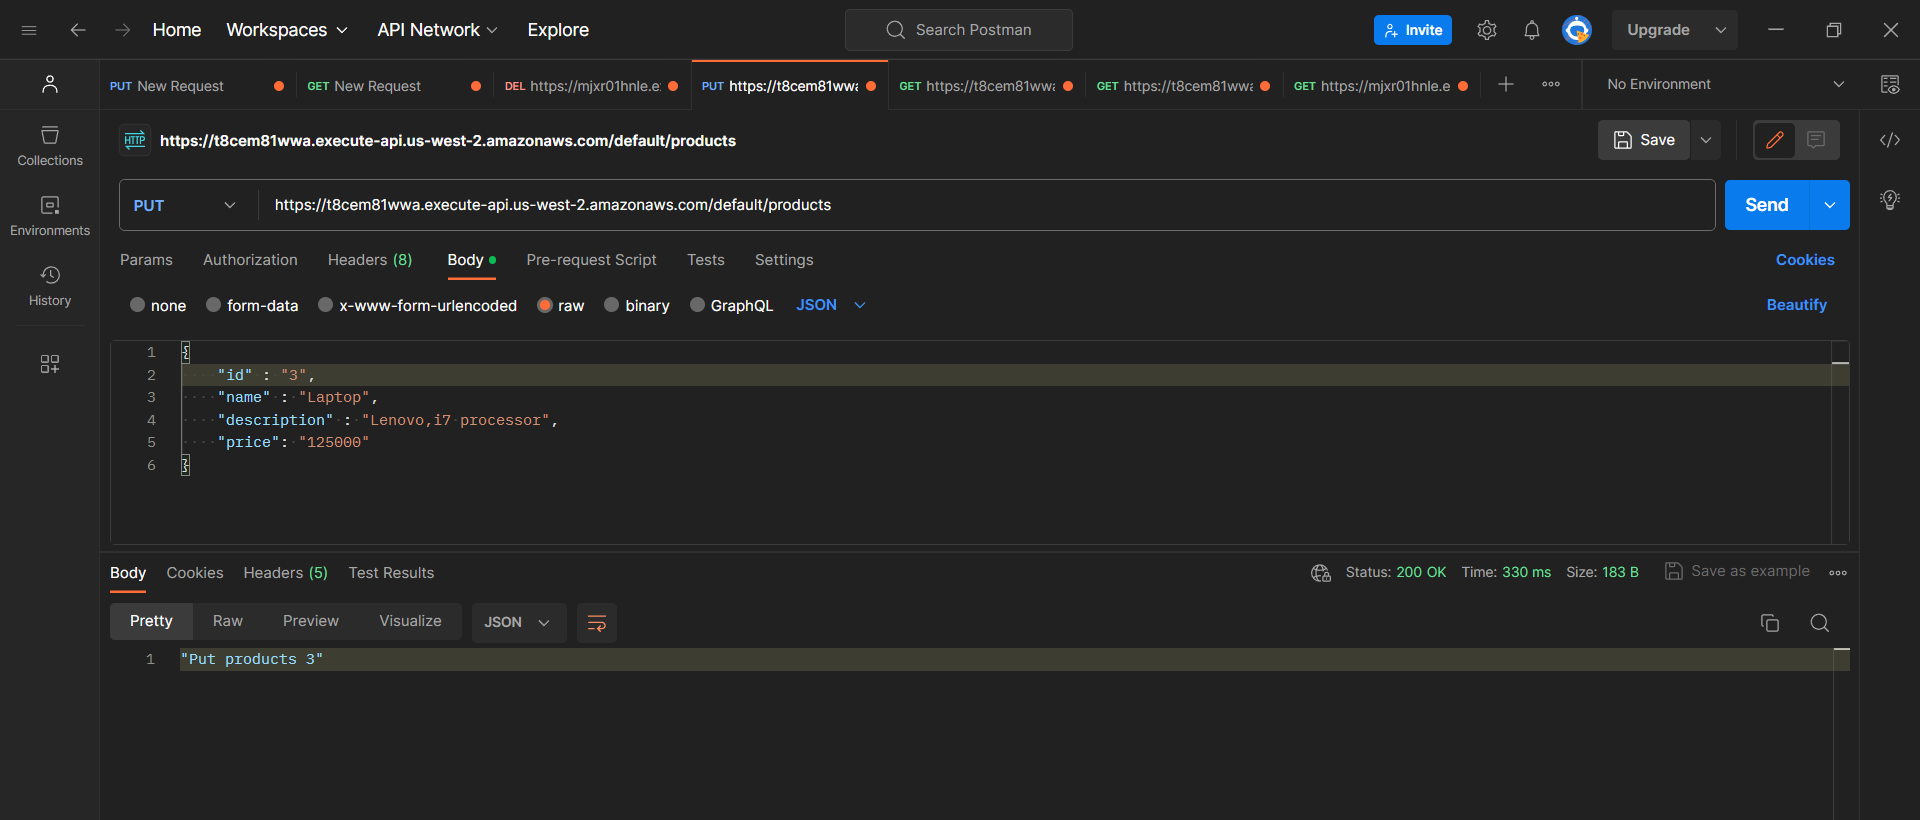 Home Workspaces API Network Explore Search Postman Invite Upgrade
PUT New Request GET New Request DEL https://mjxr01hnle.e: PUT https://t8cem81wwa GET https://t8cem81wwa GET https://t8cem81wwa GET https://mjxr01hnle.e No Environment
HTTP https://t8cem81wwa.execute-api.us-west-2.amazonaws.com/default/products Save
Collections
PUT https://t8cem81wwa.execute-api.us-west-2.amazonaws.com/default/products Send
Environments
Params Authorization Headers (8) Body Pre-request Script Tests Settings Cookies
History
none form-data x-www-form-urlencoded raw binary GraphQL JSON Beautify
1 {
2 "id" : "3",
3 "name" : "Laptop",
4 "description" : "Lenovo,i7 processor",
5 "price": "125000"
6 }
Body Cookies Headers (5) Test Results Status: 200 OK Time: 330 ms Size: 183 B Save as example
Pretty Raw Preview Visualize JSON
1 "Put products 3"